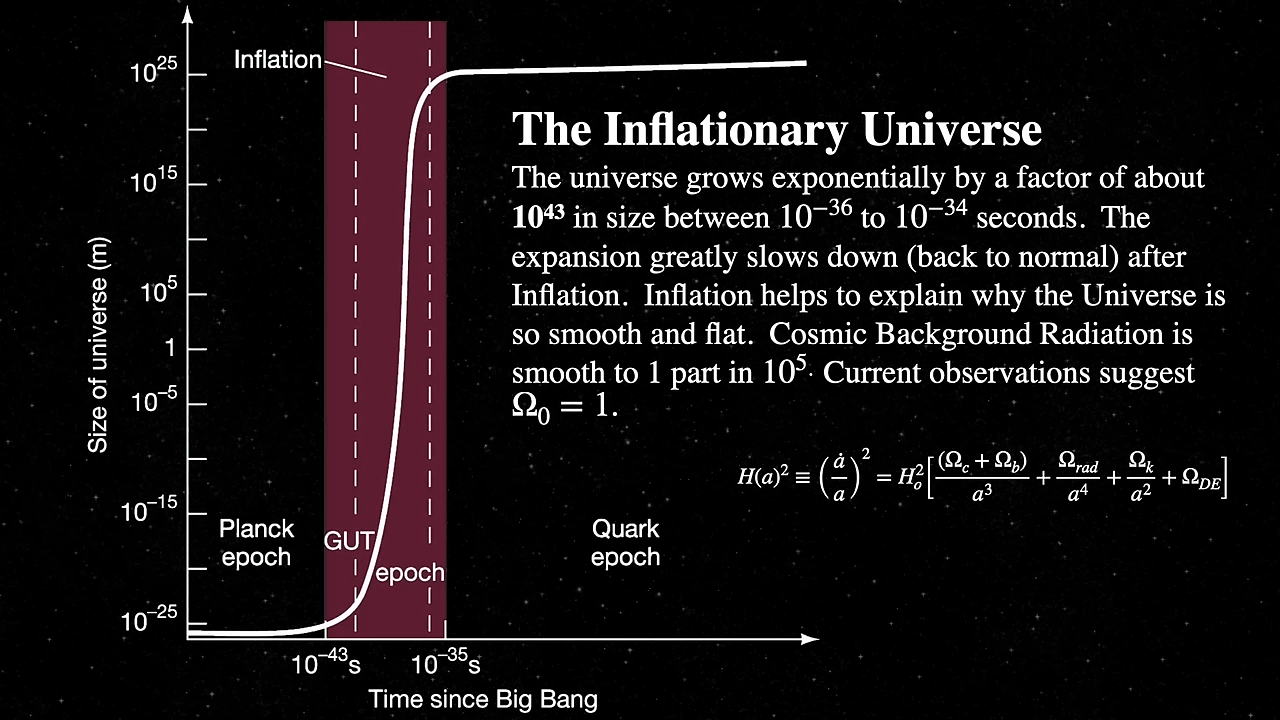 Inflation
10²⁵
10¹⁵
10⁵
1
10⁻⁵
10⁻¹⁵
10⁻²⁵
Size of universe (m)
Planck
epoch
GUT
epoch
Quark
epoch
10⁻⁴³s
10⁻³⁵s
Time since Big Bang
The Inflationary Universe
The universe grows exponentially by a factor of about
10⁴³ in size between 10⁻³⁶ to 10⁻³⁴ seconds. The
expansion greatly slows down (back to normal) after
Inflation. Inflation helps to explain why the Universe is
so smooth and flat. Cosmic Background Radiation is
smooth to 1 part in 10⁵. Current observations suggest
Ω₀ = 1.
H(a)² ≡ (ȧ/a)² = H₀²[(Ω_c + Ω_b)/a³ + Ω_rad/a⁴ + Ω_k/a² + Ω_DE]